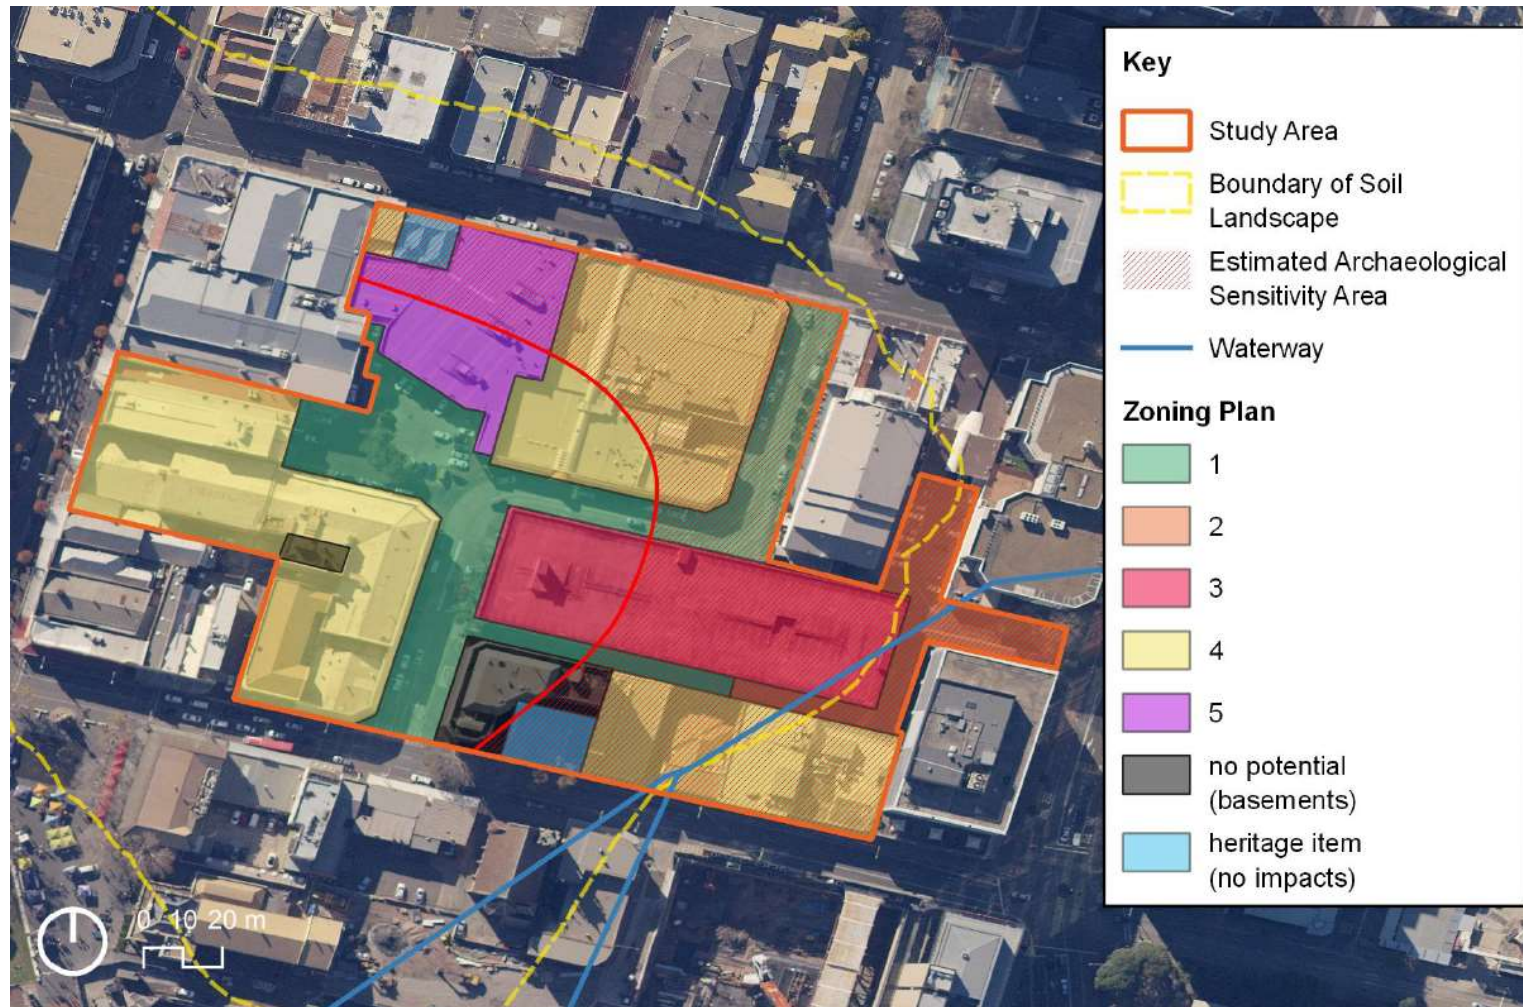 Key
Study Area
Boundary of Soil
Landscape
Estimated Archaeological
Sensitivity Area
Waterway
Zoning Plan
1
2
3
4
5
no potential
(basements)
heritage item
(no impacts)
0 10 20 m